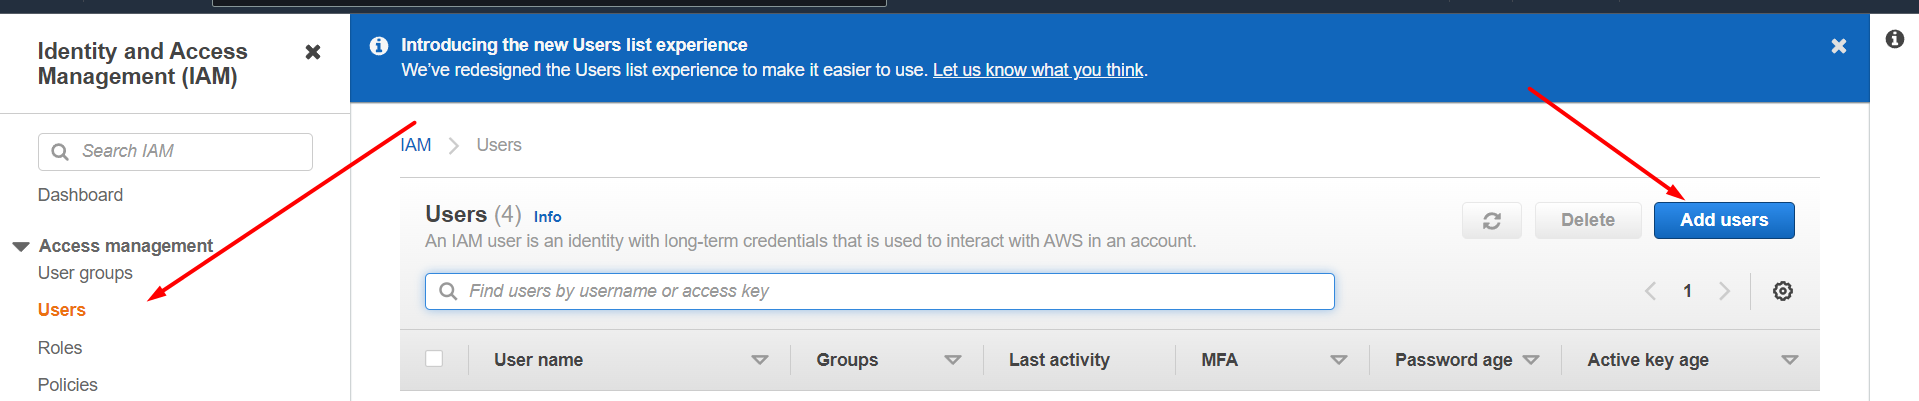 Identity and Access
Management (IAM)
Search IAM
Dashboard
Access management
User groups
Users
Roles
Policies
Introducing the new Users list experience
We've redesigned the Users list experience to make it easier to use. Let us know what you think.
IAM > Users
Users (4) Info
An IAM user is an identity with long-term credentials that is used to interact with AWS in an account.
Delete
Add users
Find users by username or access key
1
User name Groups Last activity MFA Password age Active key age